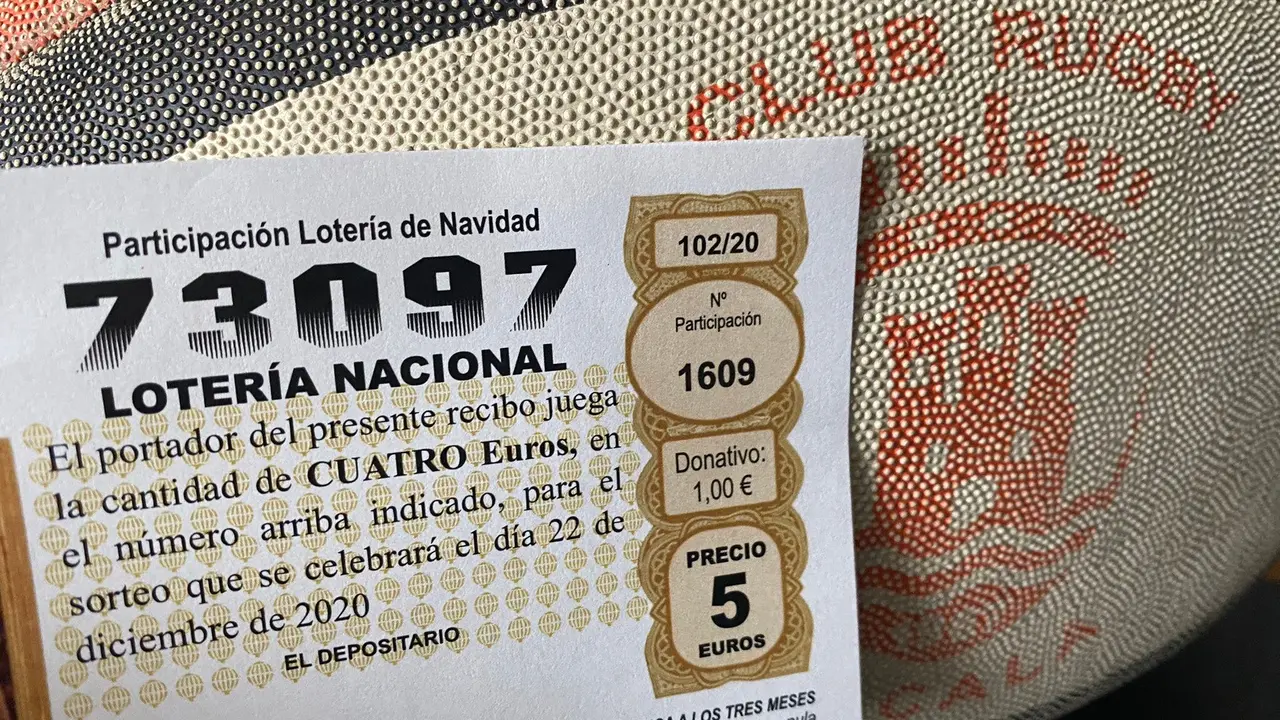 CLUB RUGBY
Participación Lotería de Navidad
73097
LOTERÍA NACIONAL
El portador del presente recibo juega
la cantidad de CUATRO Euros, en
el número arriba indicado, para el
sorteo que se celebrará el día 22 de
diciembre de 2020
EL DEPOSITARIO
102/20
Nº
Participación
1609
Donativo:
1,00 €
PRECIO
5
EUROS
A LOS TRES MESES